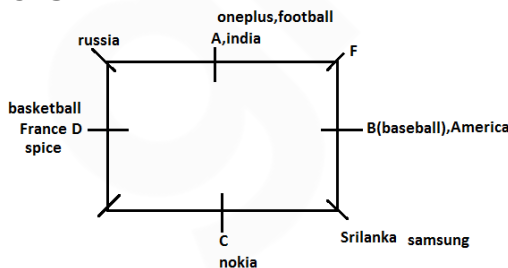 oneplus,football
A,india
russia
F
basketball
France D
spice
B(baseball),America
C
nokia
Srilanka samsung